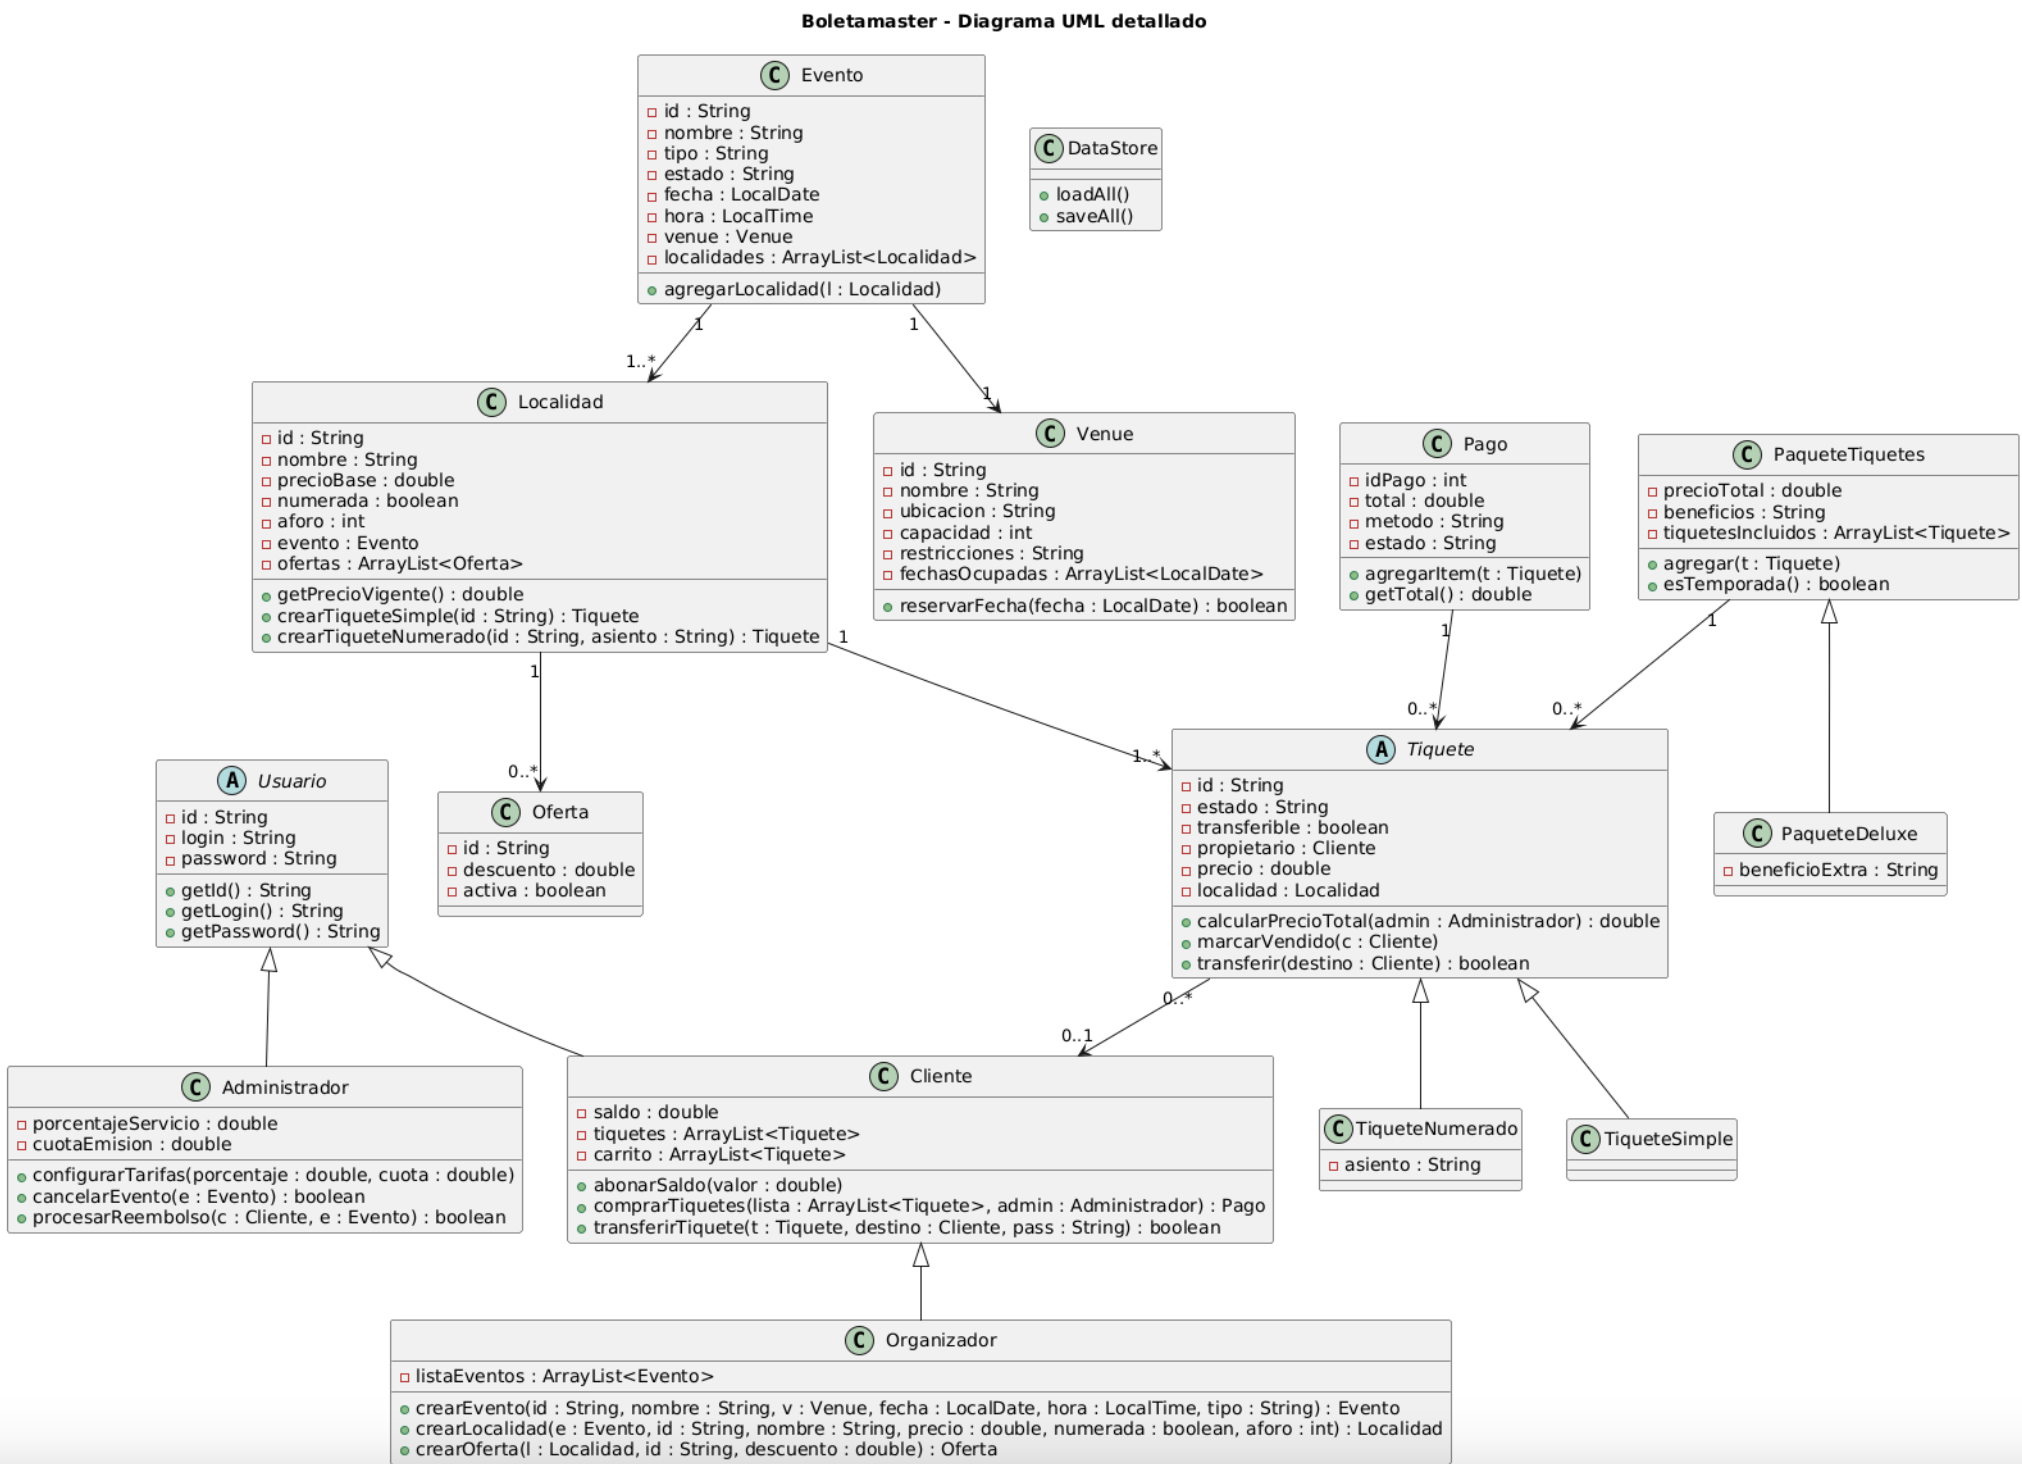 Boletamaster - Diagrama UML detallado
C Evento
id : String
nombre : String
tipo : String
estado : String
fecha : LocalDate
hora : LocalTime
venue : Venue
localidades : ArrayList<Localidad>
agregarLocalidad(l : Localidad)
C DataStore
loadAll()
saveAll()
1
1..*
1
1
C Localidad
id : String
nombre : String
precioBase : double
numerada : boolean
aforo : int
evento : Evento
ofertas : ArrayList<Oferta>
getPrecioVigente() : double
crearTiqueteSimple(id : String) : Tiquete
crearTiqueteNumerado(id : String, asiento : String) : Tiquete
C Venue
id : String
nombre : String
ubicacion : String
capacidad : int
restricciones : String
fechasOcupadas : ArrayList<LocalDate>
reservarFecha(fecha : LocalDate) : boolean
C Pago
idPago : int
total : double
metodo : String
estado : String
agregarItem(t : Tiquete)
getTotal() : double
C PaqueteTiquetes
precioTotal : double
beneficios : String
tiquetesIncluidos : ArrayList<Tiquete>
agregar(t : Tiquete)
esTemporada() : boolean
1
0..*
1
1..*
1
0..*
1
0..*
A Usuario
id : String
login : String
password : String
getId() : String
getLogin() : String
getPassword() : String
C Oferta
id : String
descuento : double
activa : boolean
A Tiquete
id : String
estado : String
transferible : boolean
propietario : Cliente
precio : double
localidad : Localidad
calcularPrecioTotal(admin : Administrador) : double
marcarVendido(c : Cliente)
transferir(destino : Cliente) : boolean
C PaqueteDeluxe
beneficioExtra : String
0..*
0..1
C Administrador
porcentajeServicio : double
cuotaEmision : double
configurarTarifas(porcentaje : double, cuota : double)
cancelarEvento(e : Evento) : boolean
procesarReembolso(c : Cliente, e : Evento) : boolean
C Cliente
saldo : double
tiquetes : ArrayList<Tiquete>
carrito : ArrayList<Tiquete>
abonarSaldo(valor : double)
comprarTiquetes(lista : ArrayList<Tiquete>, admin : Administrador) : Pago
transferirTiquete(t : Tiquete, destino : Cliente, pass : String) : boolean
C TiqueteNumerado
asiento : String
C TiqueteSimple
C Organizador
listaEventos : ArrayList<Evento>
crearEvento(id : String, nombre : String, v : Venue, fecha : LocalDate, hora : LocalTime, tipo : String) : Evento
crearLocalidad(e : Evento, id : String, nombre : String, precio : double, numerada : boolean, aforo : int) : Localidad
crearOferta(l : Localidad, id : String, descuento : double) : Oferta